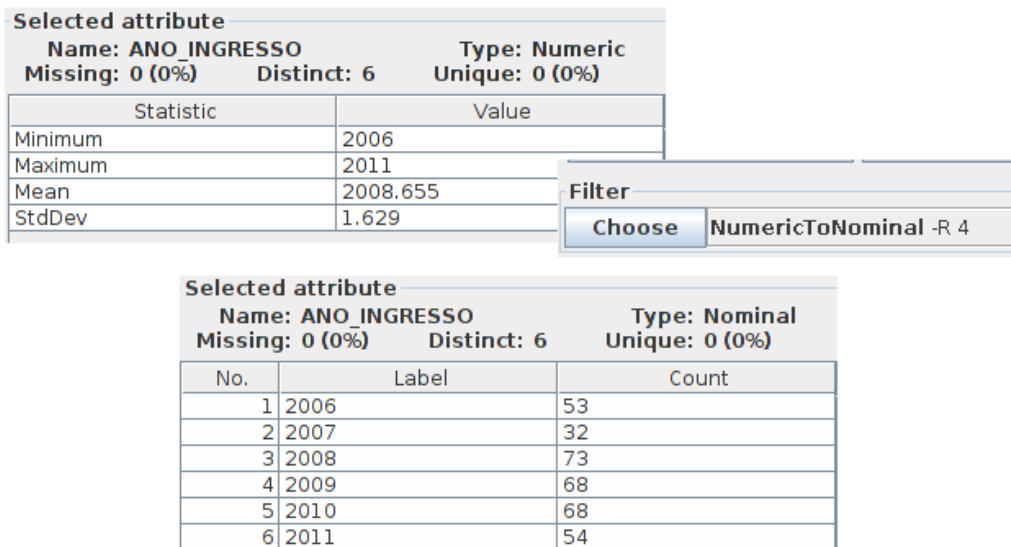 Selected attribute
Name: ANO_INGRESSO Type: Numeric
Missing: 0 (0%) Distinct: 6 Unique: 0 (0%)
Statistic Value
Minimum 2006
Maximum 2011
Mean 2008.655
StdDev 1.629
Filter
Choose NumericToNominal -R 4
Selected attribute
Name: ANO_INGRESSO Type: Nominal
Missing: 0 (0%) Distinct: 6 Unique: 0 (0%)
No. Label Count
1 2006 53
2 2007 32
3 2008 73
4 2009 68
5 2010 68
6 2011 54